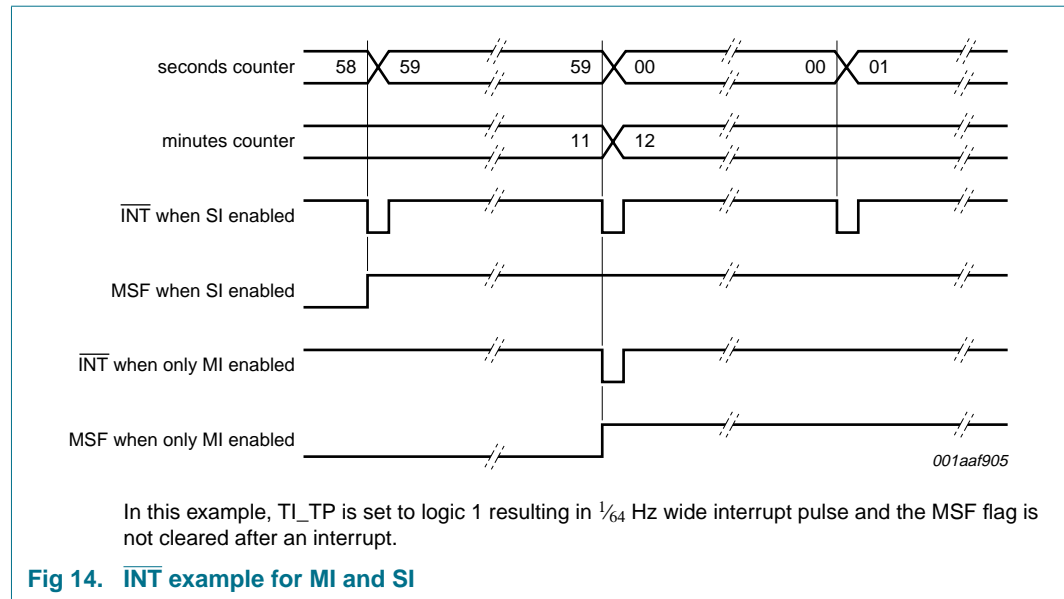 seconds counter 58 59 59 00 00 01
minutes counter 11 12
INT when SI enabled
MSF when SI enabled
INT when only MI enabled
MSF when only MI enabled
001aaf905
In this example, TI_TP is set to logic 1 resulting in 1⁄64 Hz wide interrupt pulse and the MSF flag is
not cleared after an interrupt.
Fig 14. INT example for MI and SI